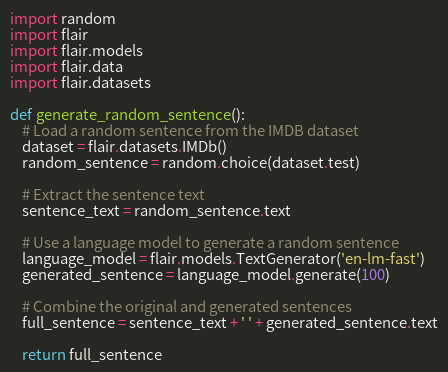 import random
import flair
import flair.models
import flair.data
import flair.datasets
def generate_random_sentence():
# Load a random sentence from the IMDB dataset
dataset = flair.datasets.IMDb()
random_sentence = random.choice(dataset.test)
# Extract the sentence text
sentence_text = random_sentence.text
# Use a language model to generate a random sentence
language_model = flair.models.TextGenerator('en-lm-fast')
generated_sentence = language_model.generate(100)
# Combine the original and generated sentences
full_sentence = sentence_text + ' ' + generated_sentence.text
return full_sentence